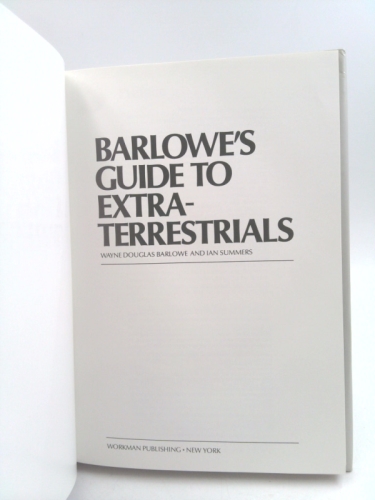 BARLOWE'S
GUIDE TO
EXTRA-
TERRESTRIALS
WAYNE DOUGLAS BARLOWE AND IAN SUMMERS
WORKMAN PUBLISHING • NEW YORK